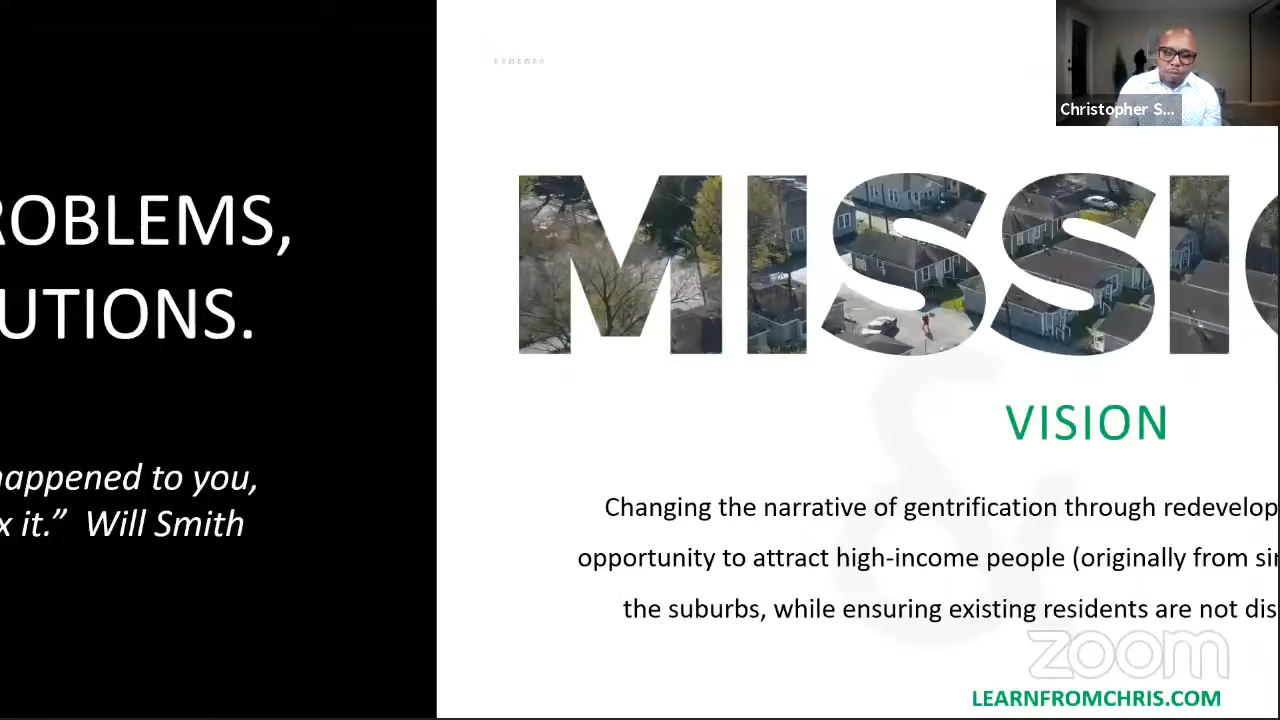 ROBLEMS,
UTIONS.
happened to you,
x it.” Will Smith
Christopher S...
MISSIO
VISION
Changing the narrative of gentrification through redevelop
opportunity to attract high-income people (originally from si
the suburbs, while ensuring existing residents are not dis
zoom
LEARNFROMCHRIS.COM